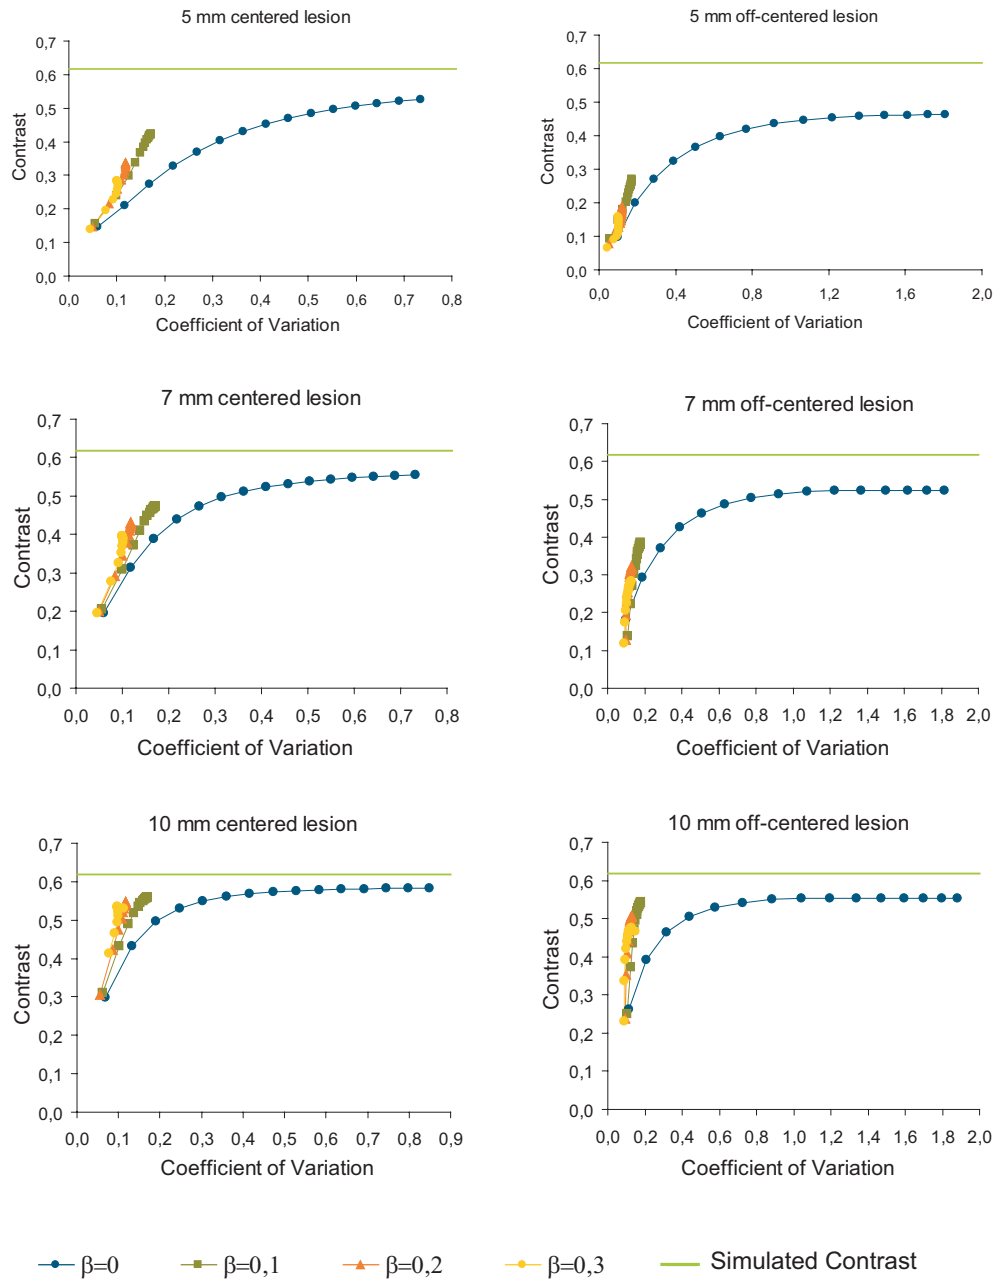 5 mm centered lesion
0,7
0,6
0,5
0,4
0,3
0,2
0,1
0,0
Contrast
0,0 0,1 0,2 0,3 0,4 0,5 0,6 0,7 0,8
Coefficient of Variation
5 mm off-centered lesion
0,7
0,6
0,5
0,4
0,3
0,2
0,1
0,0
Contrast
0,0 0,4 0,8 1,2 1,6 2,0
Coefficient of Variation
7 mm centered lesion
0,7
0,6
0,5
0,4
0,3
0,2
0,1
0,0
Contrast
0,0 0,1 0,2 0,3 0,4 0,5 0,6 0,7 0,8
Coefficient of Variation
7 mm off-centered lesion
0,7
0,6
0,5
0,4
0,3
0,2
0,1
0,0
Contrast
0,0 0,2 0,4 0,6 0,8 1,0 1,2 1,4 1,6 1,8 2,0
Coefficient of Variation
10 mm centered lesion
0,7
0,6
0,5
0,4
0,3
0,2
0,1
0,0
Contrast
0,0 0,1 0,2 0,3 0,4 0,5 0,6 0,7 0,8 0,9
Coefficient of Variation
10 mm off-centered lesion
0,7
0,6
0,5
0,4
0,3
0,2
0,1
0,0
Contrast
0,0 0,2 0,4 0,6 0,8 1,0 1,2 1,4 1,6 1,8 2,0
Coefficient of Variation
β=0 β=0,1 β=0,2 β=0,3 Simulated Contrast